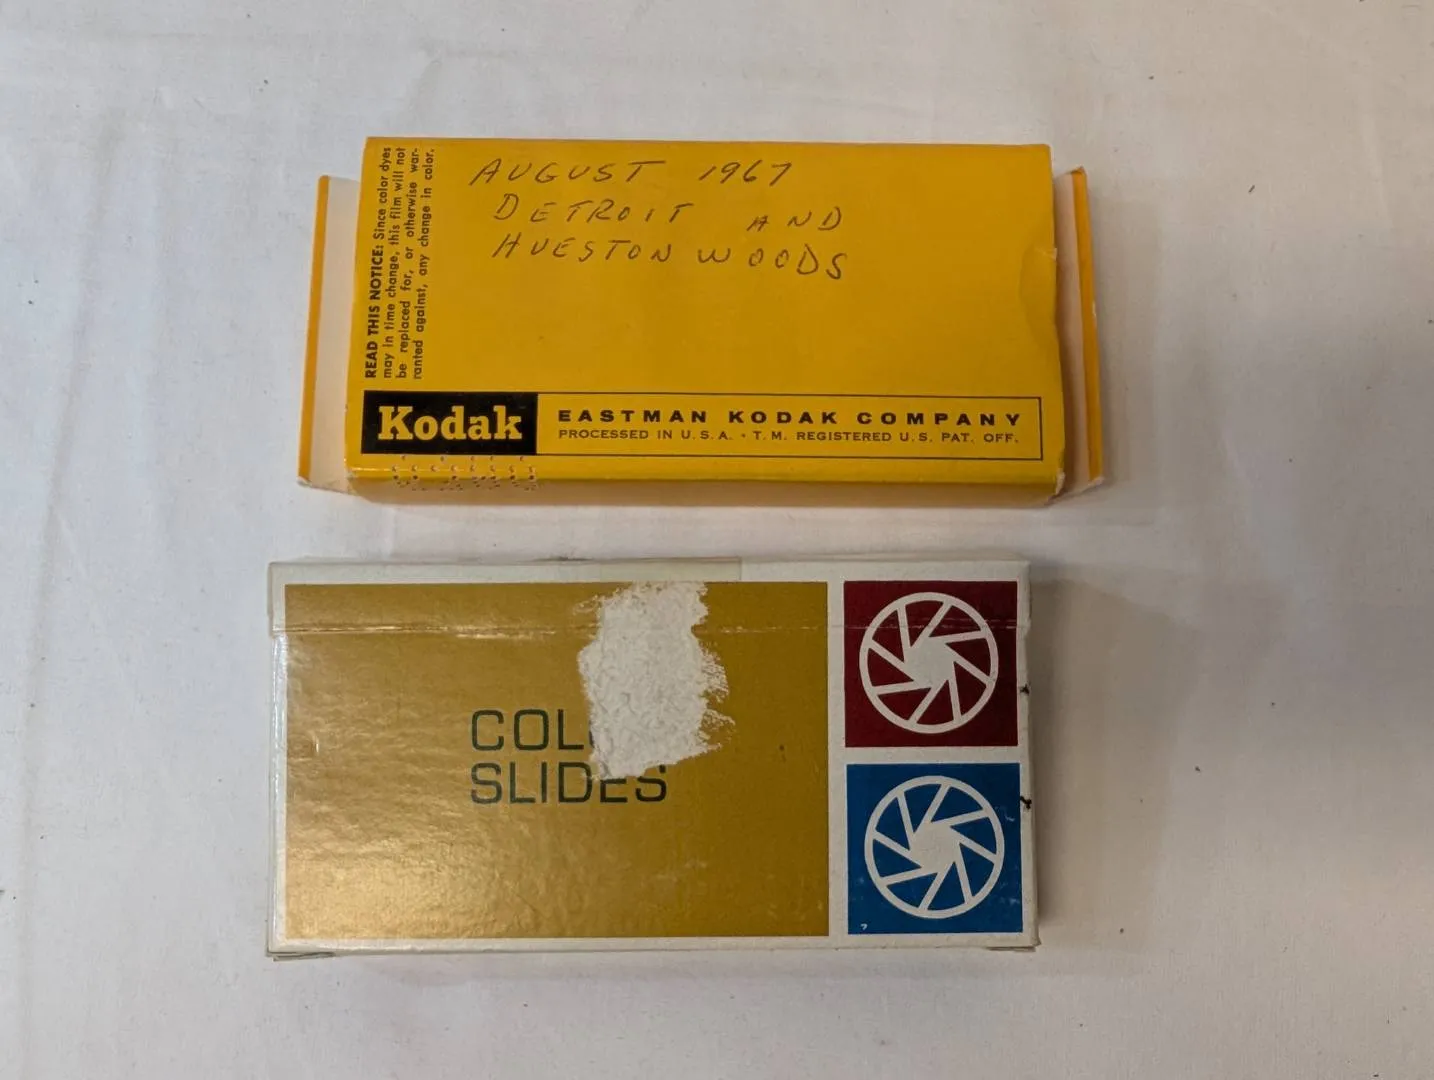 AUGUST 1967
DETROIT AND
HUESTON WOODS
READ THIS NOTICE: Since color dyes
may in time change, this film will not
be replaced for, or otherwise war-
ranted against, any change in color.
Kodak
EASTMAN KODAK COMPANY
PROCESSED IN U.S.A. • T.M. REGISTERED U.S. PAT. OFF.
COL
SLIDES
7